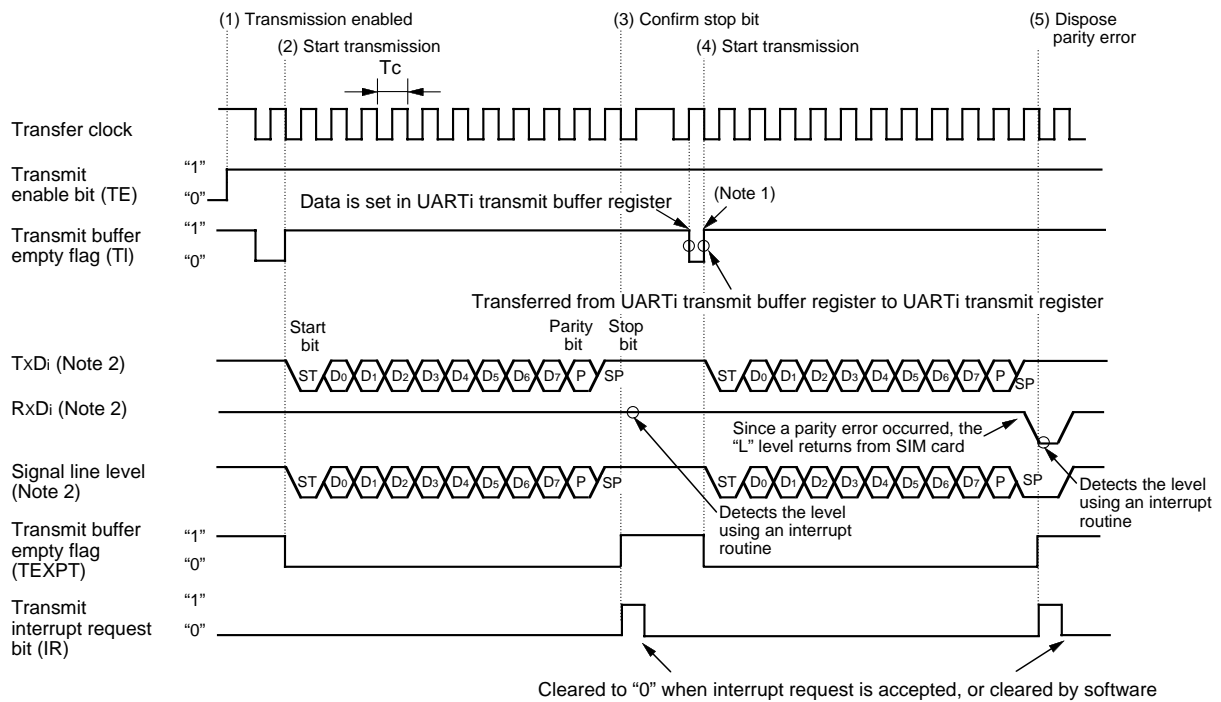 (1) Transmission enabled
(3) Confirm stop bit
(5) Dispose
parity error
(2) Start transmission
(4) Start transmission
Tc
Transfer clock
Transmit
enable bit (TE)
“1”
“0”
Data is set in UARTi transmit buffer register
(Note 1)
Transmit buffer
empty flag (TI)
“1”
“0”
Transferred from UARTi transmit buffer register to UARTi transmit register
Start
bit
Parity
bit
Stop
bit
TxDi (Note 2)
ST D0 D1 D2 D3 D4 D5 D6 D7 P SP
ST D0 D1 D2 D3 D4 D5 D6 D7 P SP
RxDi (Note 2)
Since a parity error occurred, the
“L” level returns from SIM card
Signal line level
(Note 2)
ST D0 D1 D2 D3 D4 D5 D6 D7 P SP
ST D0 D1 D2 D3 D4 D5 D6 D7 P SP
Detects the level
using an interrupt
routine
Detects the level
using an interrupt
routine
Transmit buffer
empty flag
(TEXPT)
“1”
“0”
Transmit
interrupt request
bit (IR)
“1”
“0”
Cleared to “0” when interrupt request is accepted, or cleared by software